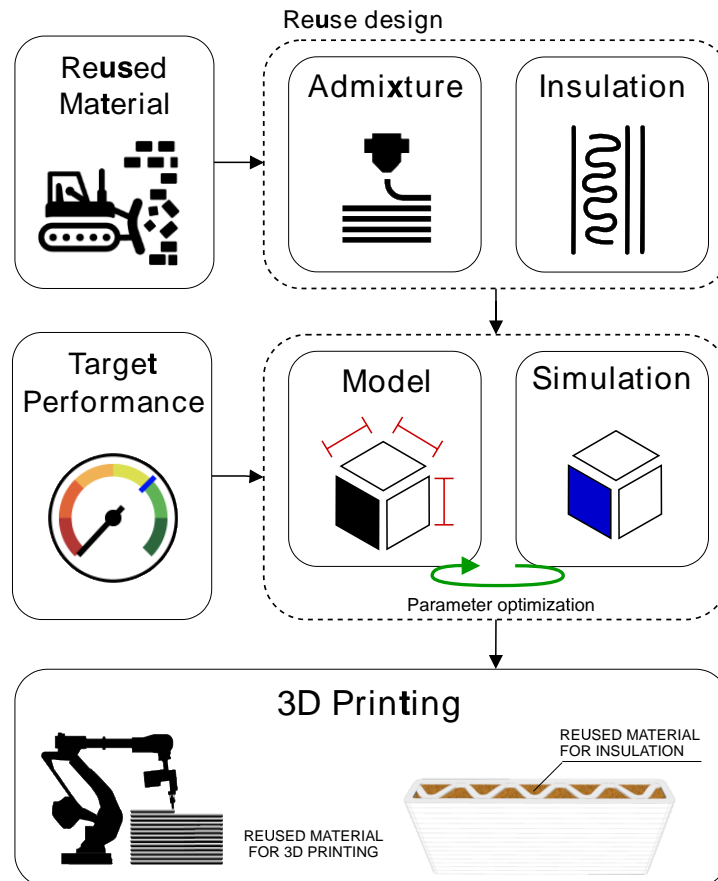 Reuse design
Reused
Material
Admixture
Insulation
Target
Performance
Model
Simulation
Parameter optimization
3D Printing
REUSED MATERIAL
FOR INSULATION
REUSED MATERIAL
FOR 3D PRINTING